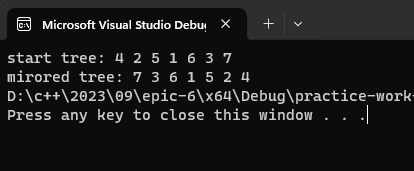 Microsoft Visual Studio Debu
start tree: 4 2 5 1 6 3 7
mirored tree: 7 3 6 1 5 2 4
D:\c++\2023\09\epic-6\x64\Debug\practice-work-
Press any key to close this window . . .